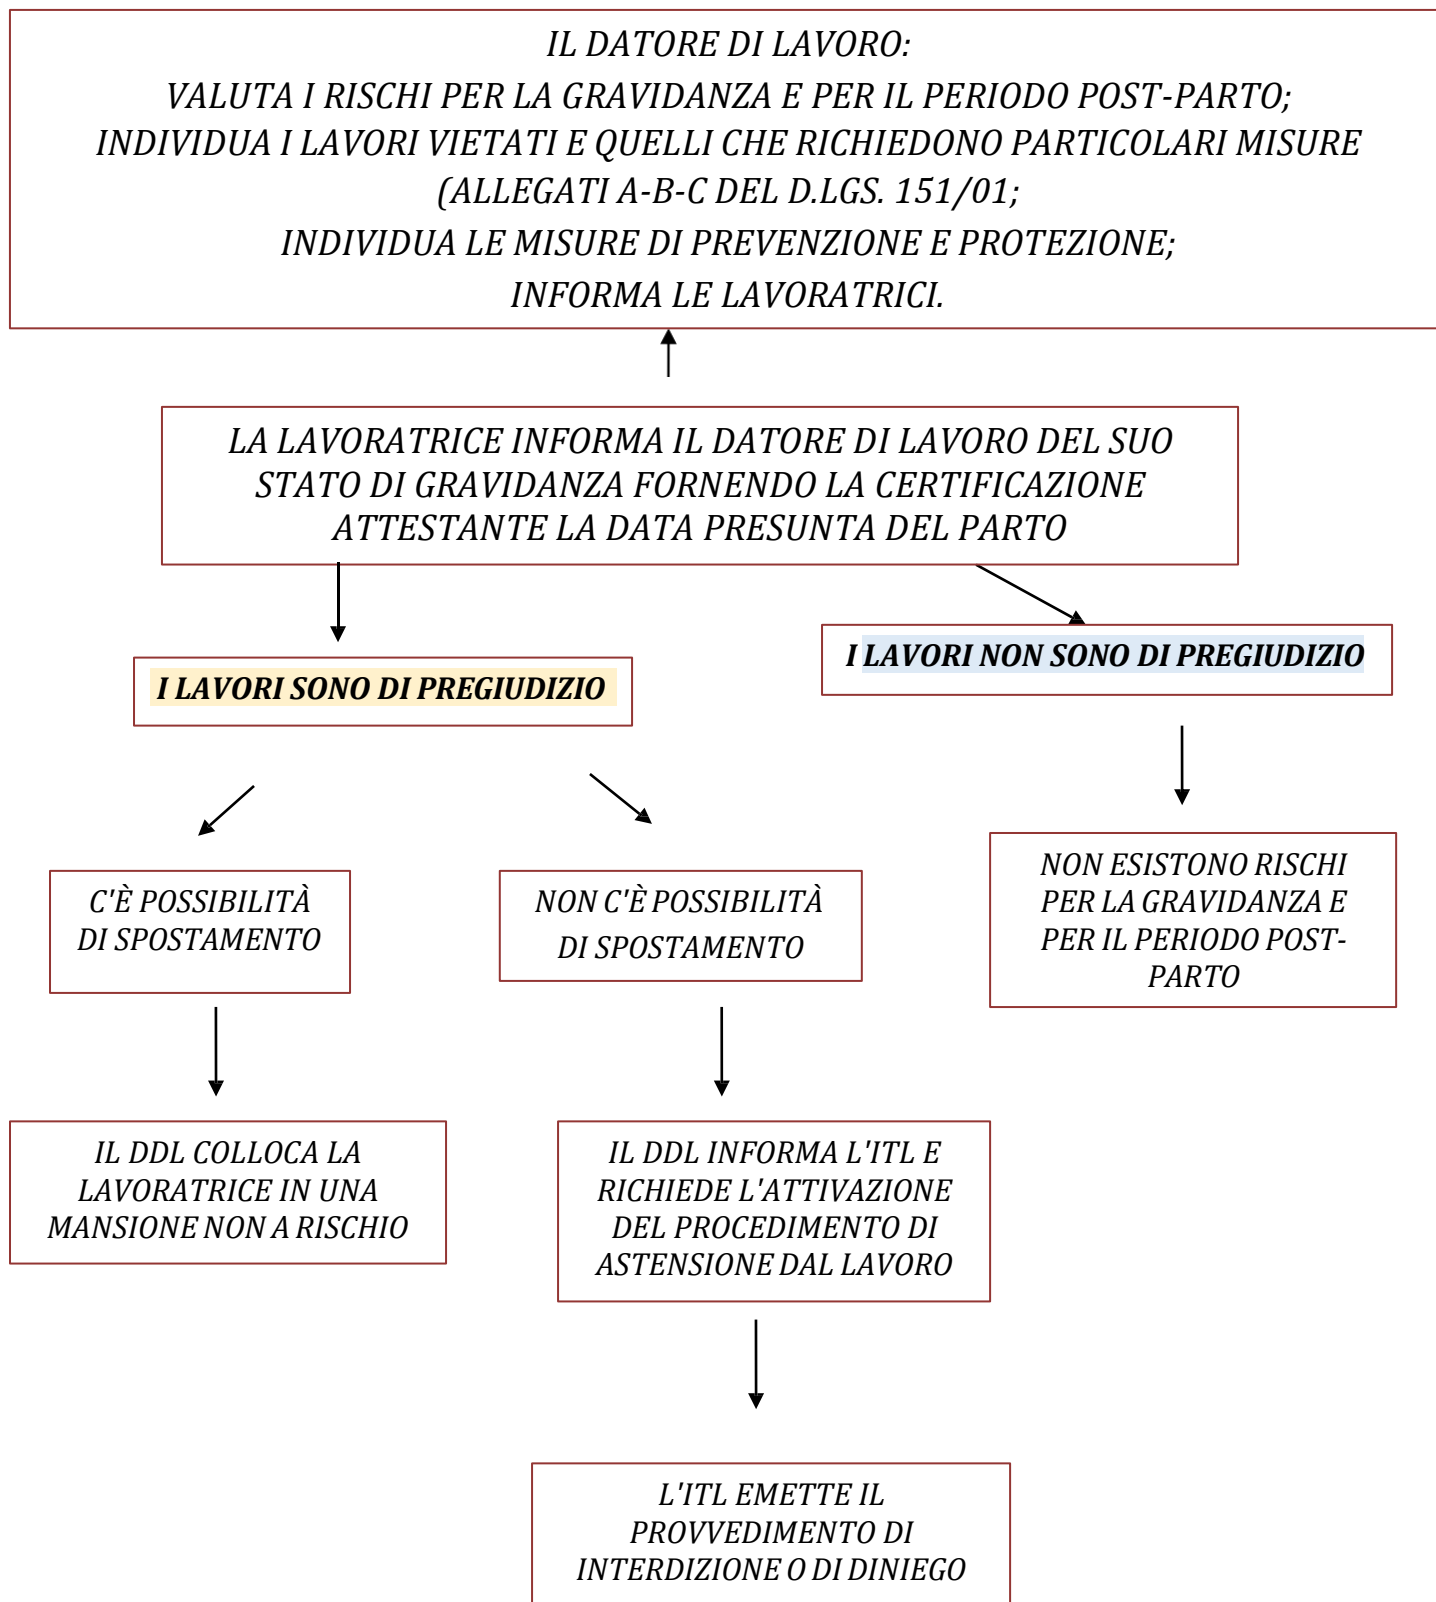 IL DATORE DI LAVORO:
VALUTA I RISCHI PER LA GRAVIDANZA E PER IL PERIODO POST-PARTO;
INDIVIDUA I LAVORI VIETATI E QUELLI CHE RICHIEDONO PARTICOLARI MISURE
(ALLEGATI A-B-C DEL D.LGS. 151/01;
INDIVIDUA LE MISURE DI PREVENZIONE E PROTEZIONE;
INFORMA LE LAVORATRICI.
LA LAVORATRICE INFORMA IL DATORE DI LAVORO DEL SUO
STATO DI GRAVIDANZA FORNENDO LA CERTIFICAZIONE
ATTESTANTE LA DATA PRESUNTA DEL PARTO
I LAVORI SONO DI PREGIUDIZIO
I LAVORI NON SONO DI PREGIUDIZIO
C'È POSSIBILITÀ
DI SPOSTAMENTO
NON C'È POSSIBILITÀ
DI SPOSTAMENTO
NON ESISTONO RISCHI
PER LA GRAVIDANZA E
PER IL PERIODO POST-
PARTO
IL DDL COLLOCA LA
LAVORATRICE IN UNA
MANSIONE NON A RISCHIO
IL DDL INFORMA L'ITL E
RICHIEDE L'ATTIVAZIONE
DEL PROCEDIMENTO DI
ASTENSIONE DAL LAVORO
L'ITL EMETTE IL
PROVVEDIMENTO DI
INTERDIZIONE O DI DINIEGO